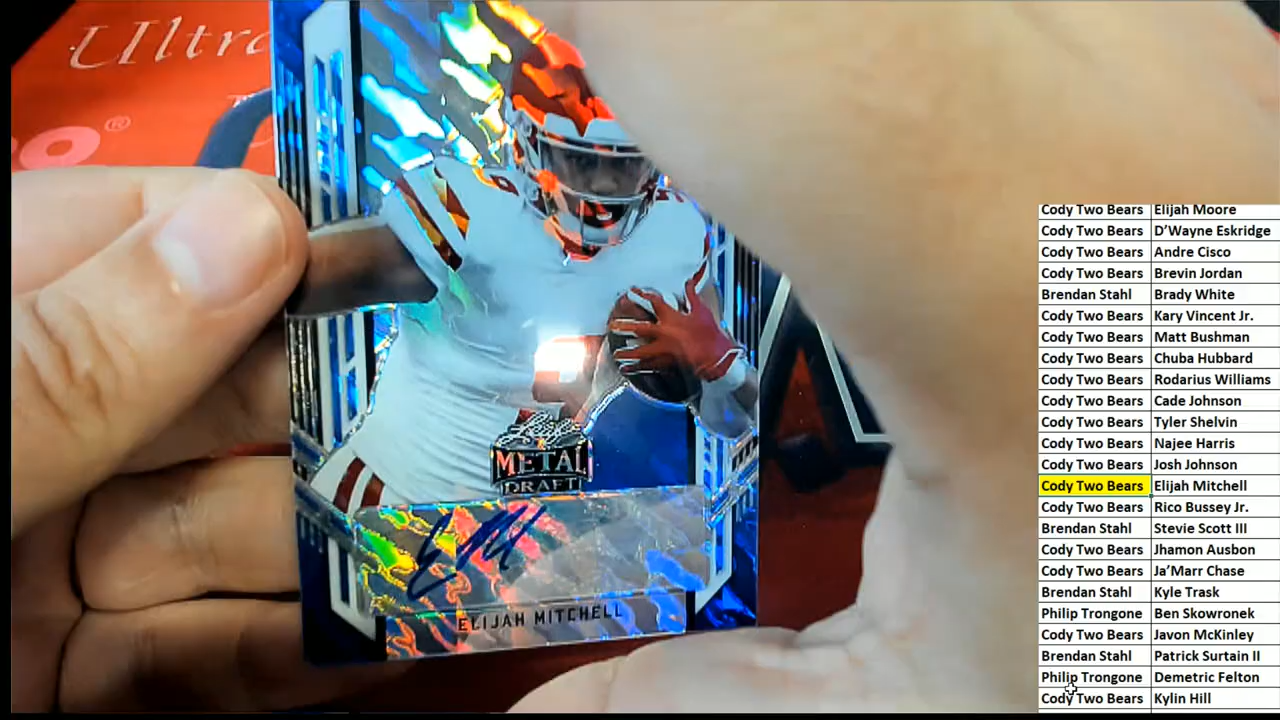 Ultra
®
Leaf
METAL
DRAFT
ELIJAH MITCHELL
Cody Two Bears Elijah Moore
Cody Two Bears D'Wayne Eskridge
Cody Two Bears Andre Cisco
Cody Two Bears Brevin Jordan
Brendan Stahl Brady White
Cody Two Bears Kary Vincent Jr.
Cody Two Bears Matt Bushman
Cody Two Bears Chuba Hubbard
Cody Two Bears Rodarius Williams
Cody Two Bears Cade Johnson
Cody Two Bears Tyler Shelvin
Cody Two Bears Najee Harris
Cody Two Bears Josh Johnson
Cody Two Bears Elijah Mitchell
Cody Two Bears Rico Bussey Jr.
Brendan Stahl Stevie Scott III
Cody Two Bears Jhamon Ausbon
Cody Two Bears Ja'Marr Chase
Brendan Stahl Kyle Trask
Philip Trongone Ben Skowronek
Cody Two Bears Javon McKinley
Brendan Stahl Patrick Surtain II
Philip Trongone Demetric Felton
Cody Two Bears Kylin Hill